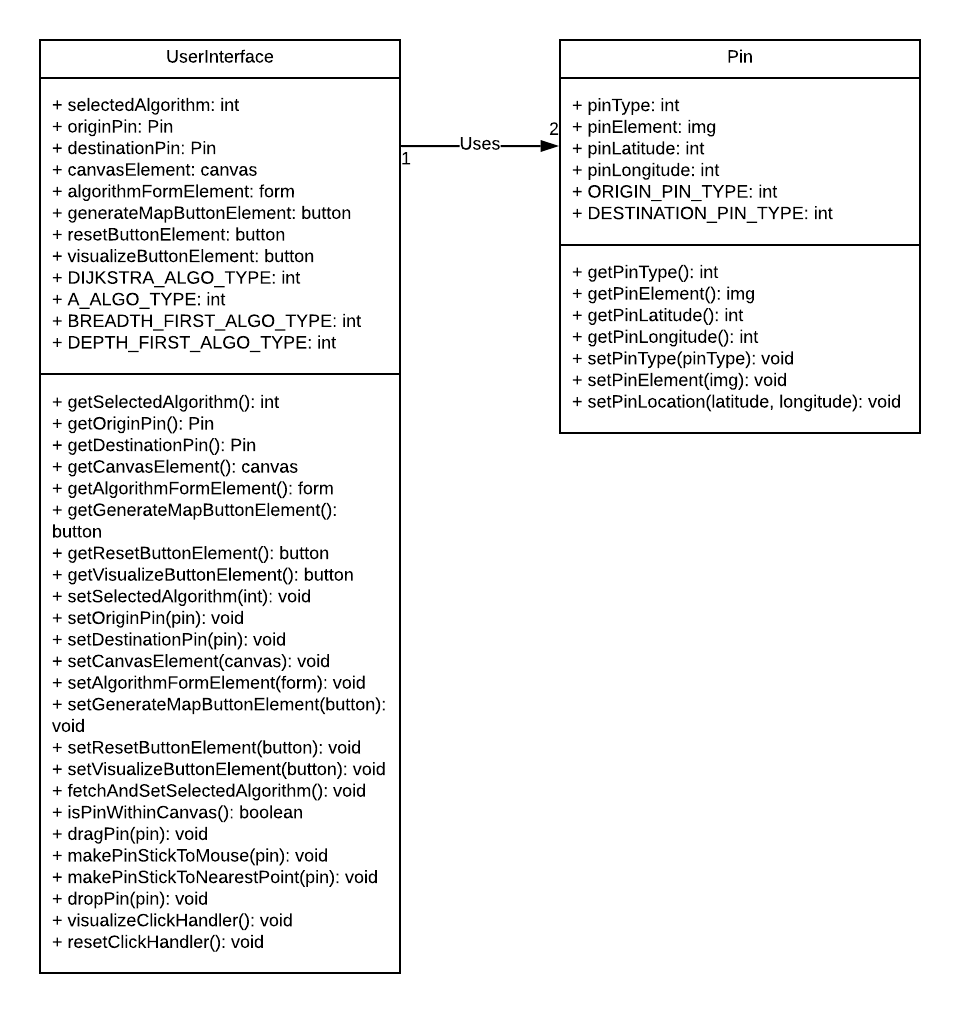 UserInterface
+ selectedAlgorithm: int
+ originPin: Pin
+ destinationPin: Pin
+ canvasElement: canvas
+ algorithmFormElement: form
+ generateMapButtonElement: button
+ resetButtonElement: button
+ visualizeButtonElement: button
+ DIJKSTRA_ALGO_TYPE: int
+ A_ALGO_TYPE: int
+ BREADTH_FIRST_ALGO_TYPE: int
+ DEPTH_FIRST_ALGO_TYPE: int
+ getSelectedAlgorithm(): int
+ getOriginPin(): Pin
+ getDestinationPin(): Pin
+ getCanvasElement(): canvas
+ getAlgorithmFormElement(): form
+ getGenerateMapButtonElement():
button
+ getResetButtonElement(): button
+ getVisualizeButtonElement(): button
+ setSelectedAlgorithm(int): void
+ setOriginPin(pin): void
+ setDestinationPin(pin): void
+ setCanvasElement(canvas): void
+ setAlgorithmFormElement(form): void
+ setGenerateMapButtonElement(button):
void
+ setResetButtonElement(button): void
+ setVisualizeButtonElement(button): void
+ fetchAndSetSelectedAlgorithm(): void
+ isPinWithinCanvas(): boolean
+ dragPin(pin): void
+ makePinStickToMouse(pin): void
+ makePinStickToNearestPoint(pin): void
+ dropPin(pin): void
+ visualizeClickHandler(): void
+ resetClickHandler(): void
1
Uses
2
Pin
+ pinType: int
+ pinElement: img
+ pinLatitude: int
+ pinLongitude: int
+ ORIGIN_PIN_TYPE: int
+ DESTINATION_PIN_TYPE: int
+ getPinType(): int
+ getPinElement(): img
+ getPinLatitude(): int
+ getPinLongitude(): int
+ setPinType(pinType): void
+ setPinElement(img): void
+ setPinLocation(latitude, longitude): void